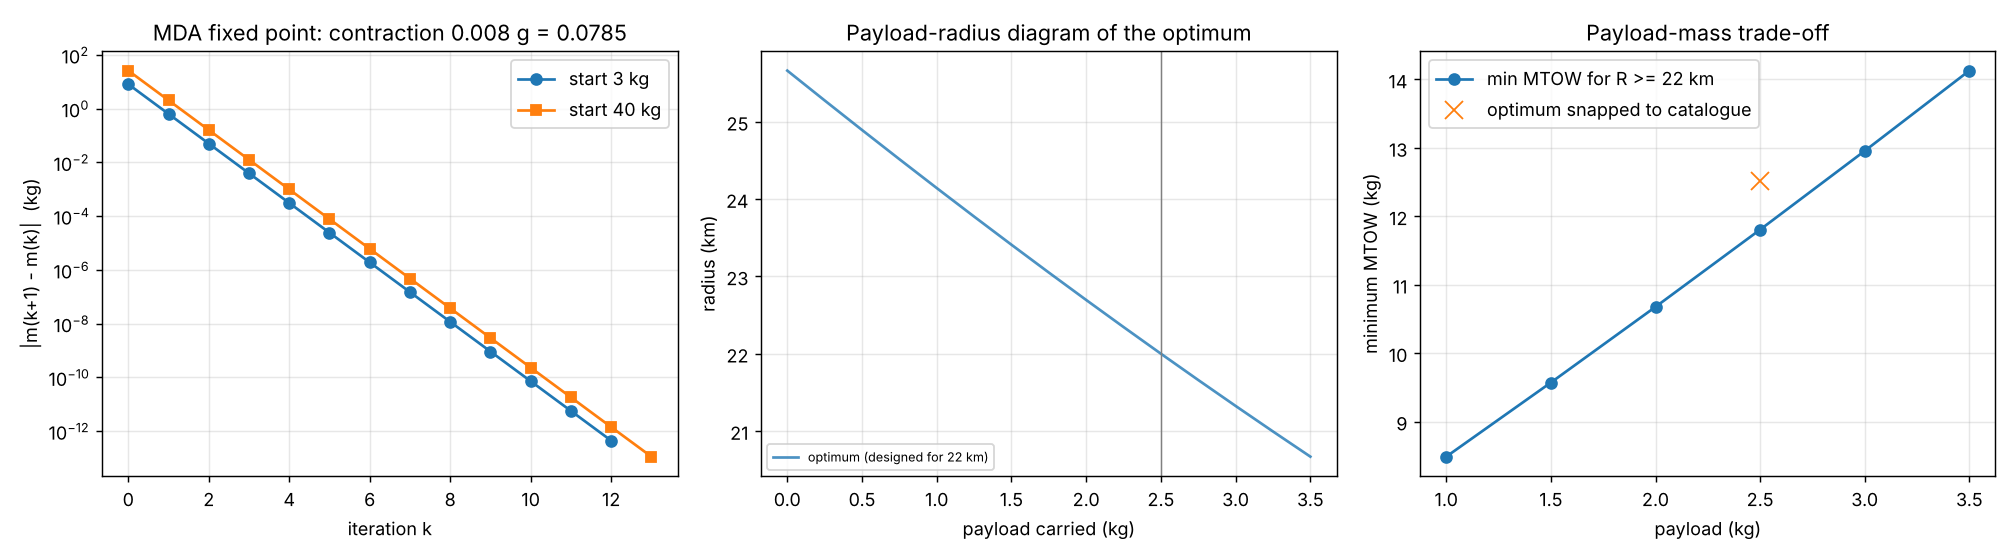 MDA fixed point: contraction 0.008 g = 0.0785
10²
10⁰
10⁻²
10⁻⁴
10⁻⁶
10⁻⁸
10⁻¹⁰
10⁻¹²
|m(k+1) - m(k)| (kg)
start 3 kg
start 40 kg
0 2 4 6 8 10 12
iteration k
Payload-radius diagram of the optimum
25
24
23
22
21
radius (km)
optimum (designed for 22 km)
0.0 0.5 1.0 1.5 2.0 2.5 3.0 3.5
payload carried (kg)
Payload-mass trade-off
14
13
12
11
10
9
minimum MTOW (kg)
min MTOW for R >= 22 km
optimum snapped to catalogue
1.0 1.5 2.0 2.5 3.0 3.5
payload (kg)